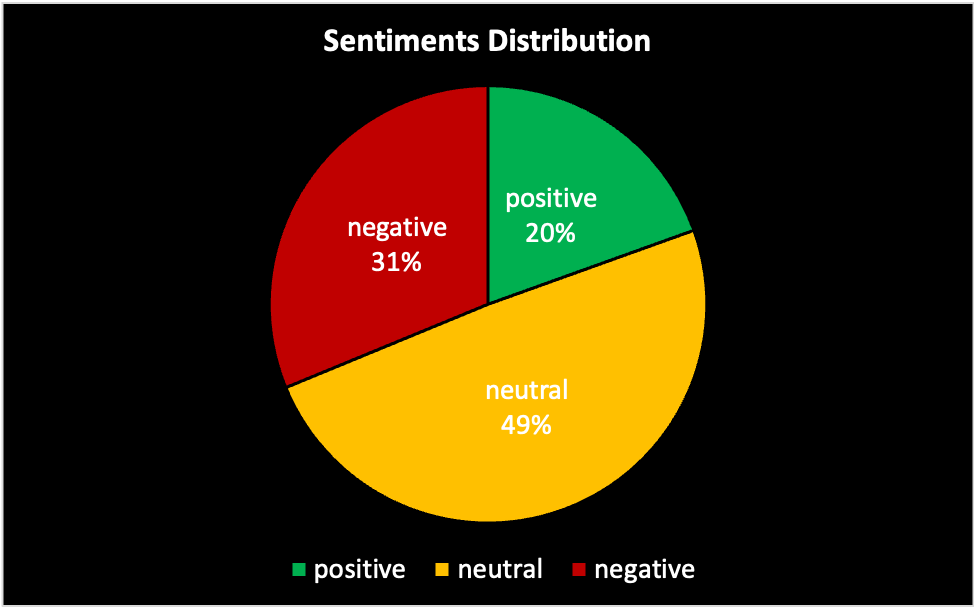 Sentiments Distribution
positive
20%
negative
31%
neutral
49%
positive neutral negative